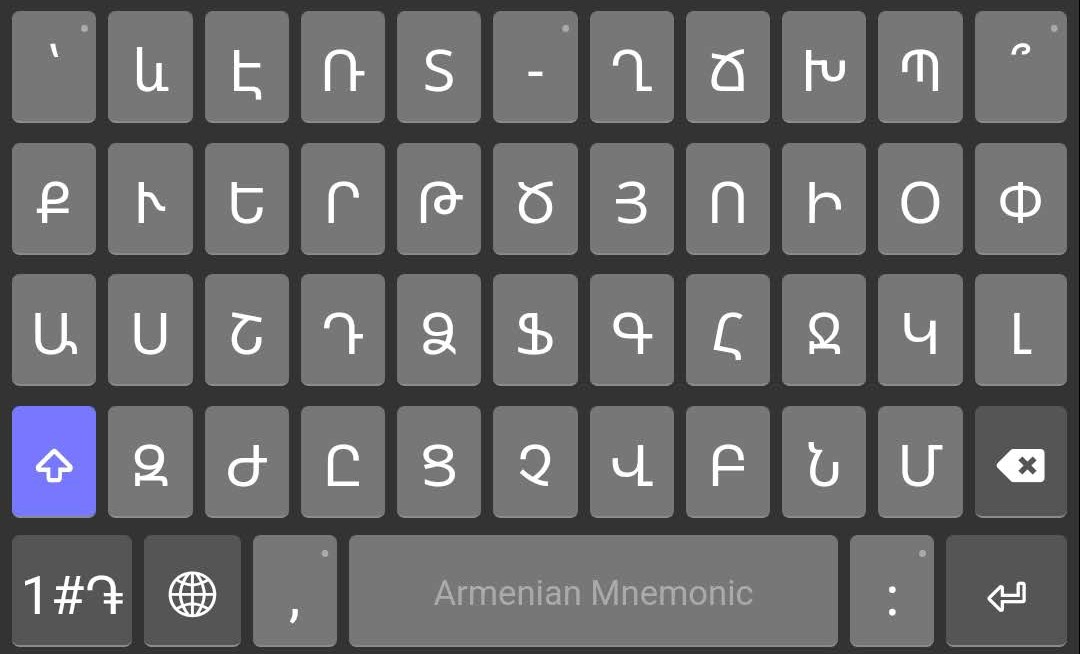 ՝ և Է Ռ Տ - Ղ Ճ Խ Պ ՞
Ք Ւ Ե Ր Թ Ծ Յ Ո Ի Օ Ֆ
Ա Ս Շ Դ Ձ Ֆ Գ Հ Ջ Կ Լ
Զ Ժ Ը Ց Չ Վ Բ Ն Մ
1#֏ , Armenian Mnemonic :